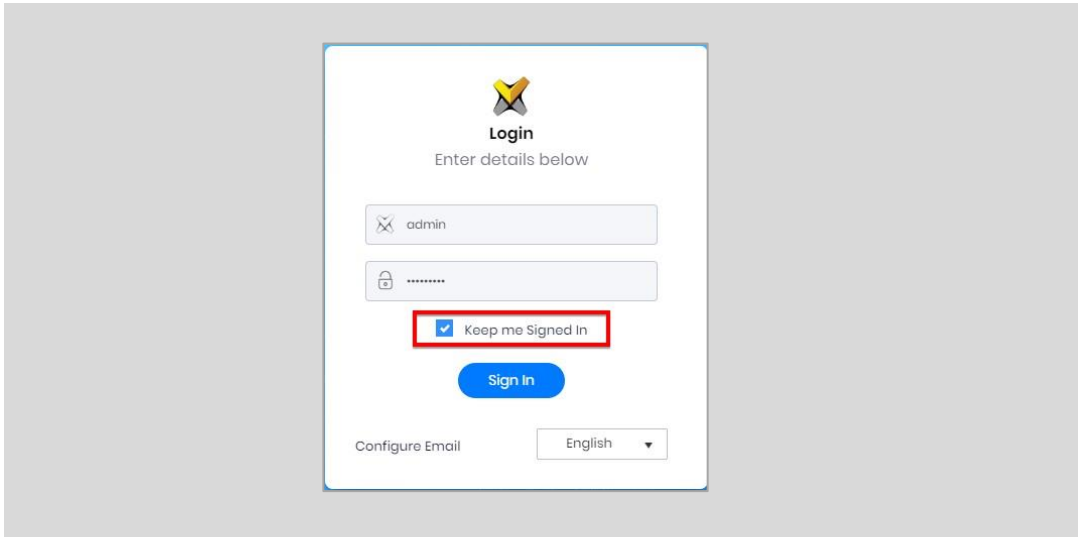 Login
Enter details below
admin
•••••••••
Keep me Signed In
Sign In
Configure Email
English